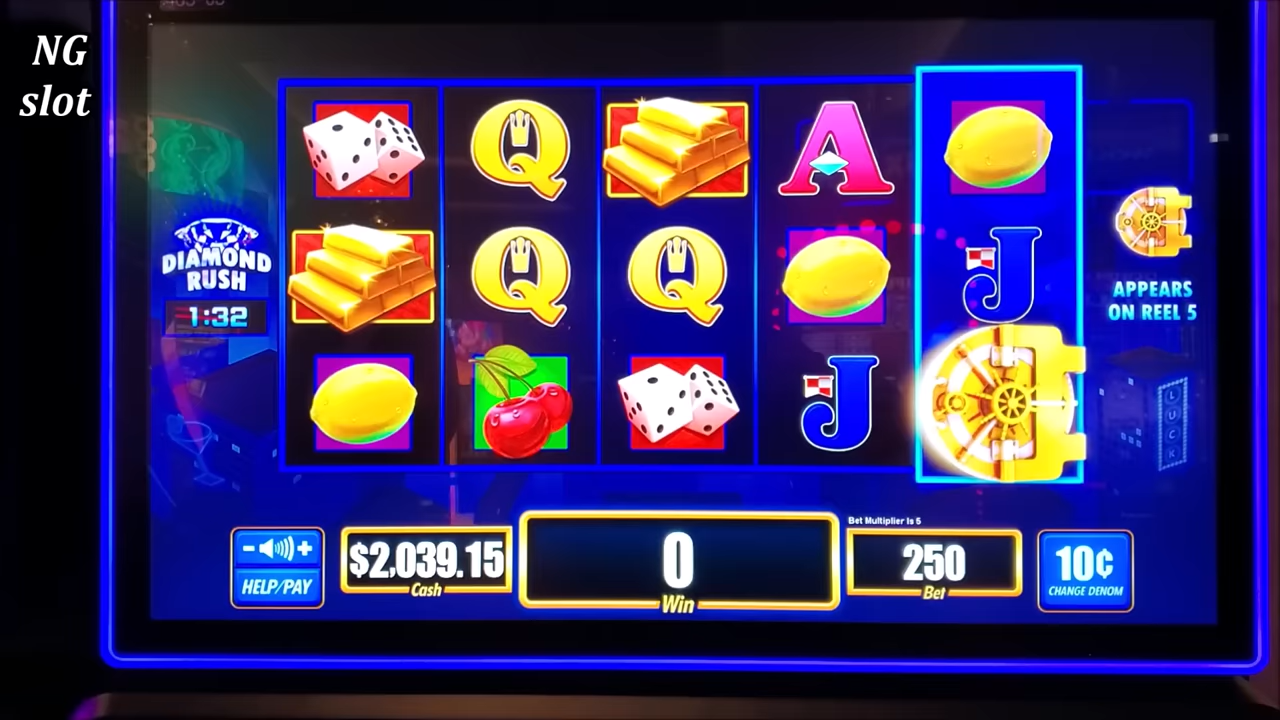 NG
slot
Q
A
DIAMOND
RUSH
1:32
Q
Q
J
APPEARS
ON REEL 5
J
LUCK
Bet Multiplier Is 5
- +
HELP/PAY
$2,039.15
Cash
0
Win
250
Bet
10¢
CHANGE DENOM